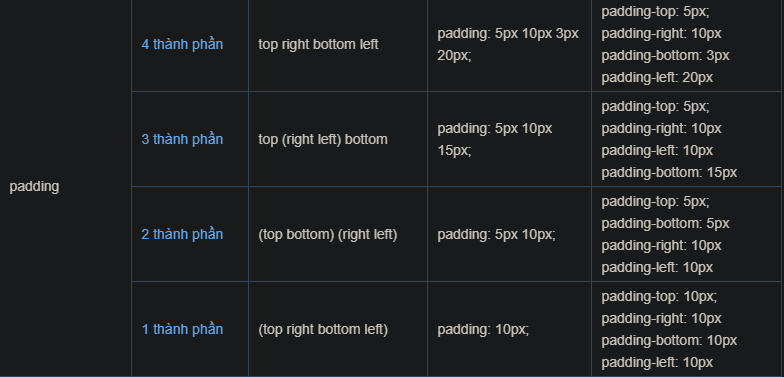 padding
4 thành phần
top right bottom left
padding: 5px 10px 3px
20px;
padding-top: 5px;
padding-right: 10px
padding-bottom: 3px
padding-left: 20px
3 thành phần
top (right left) bottom
padding: 5px 10px
15px;
padding-top: 5px;
padding-right: 10px
padding-left: 10px
padding-bottom: 15px
2 thành phần
(top bottom) (right left)
padding: 5px 10px;
padding-top: 5px;
padding-bottom: 5px
padding-right: 10px
padding-left: 10px
1 thành phần
(top right bottom left)
padding: 10px;
padding-top: 10px;
padding-right: 10px
padding-bottom: 10px
padding-left: 10px